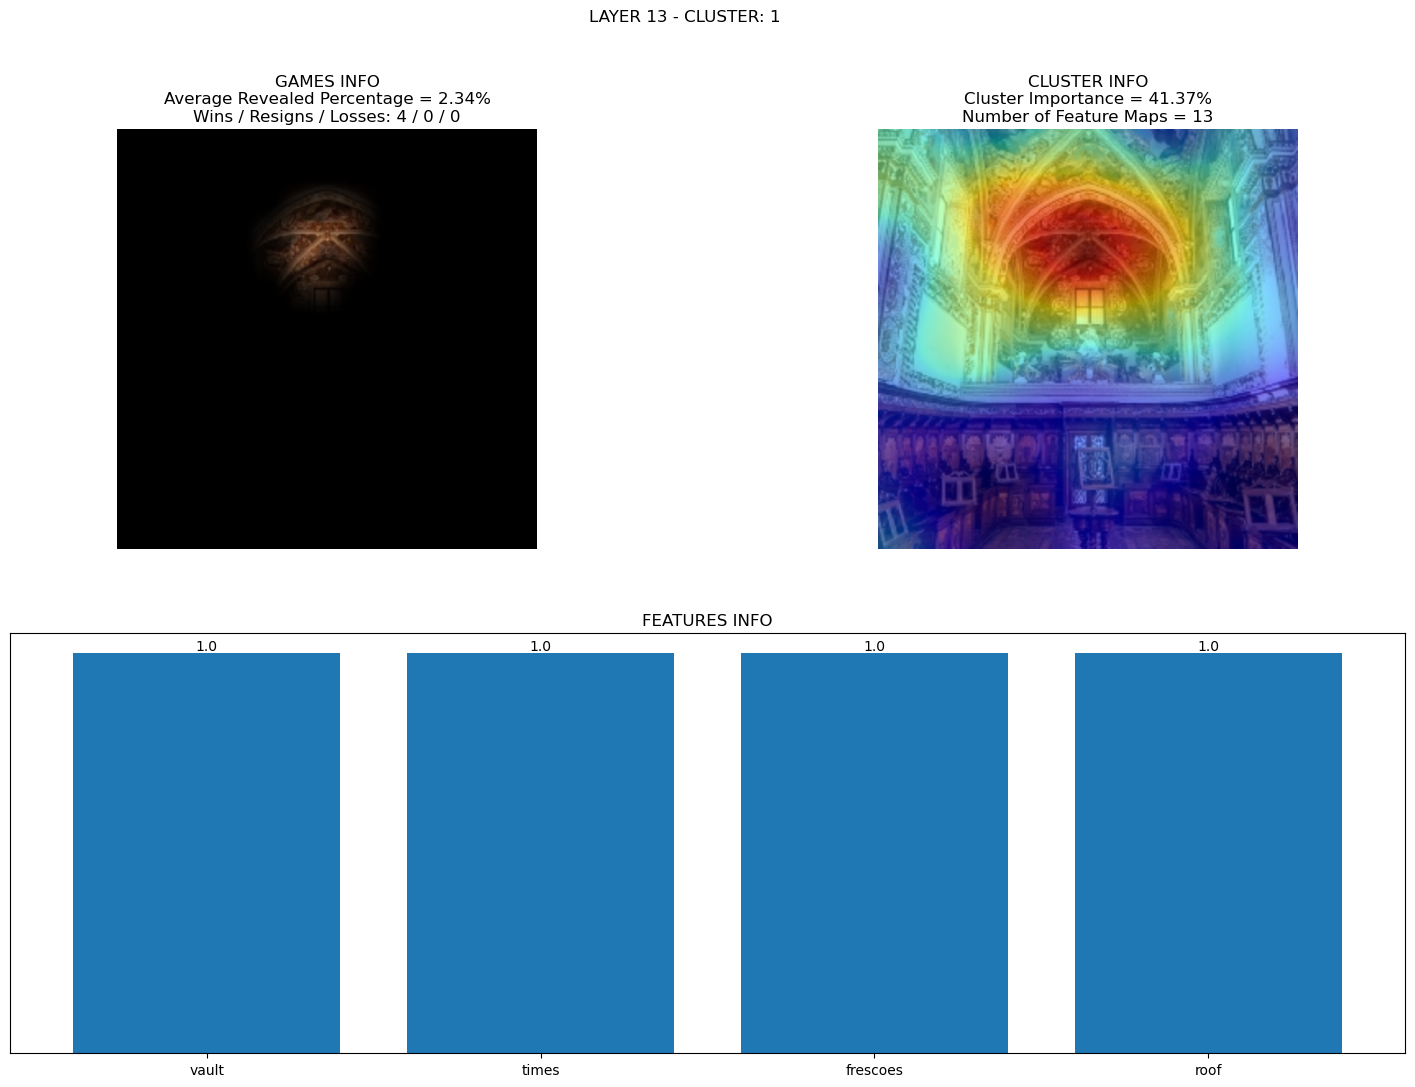 LAYER 13 - CLUSTER: 1
GAMES INFO
Average Revealed Percentage = 2.34%
Wins / Resigns / Losses: 4 / 0 / 0
CLUSTER INFO
Cluster Importance = 41.37%
Number of Feature Maps = 13
FEATURES INFO
1.0 1.0 1.0 1.0
vault times frescoes roof